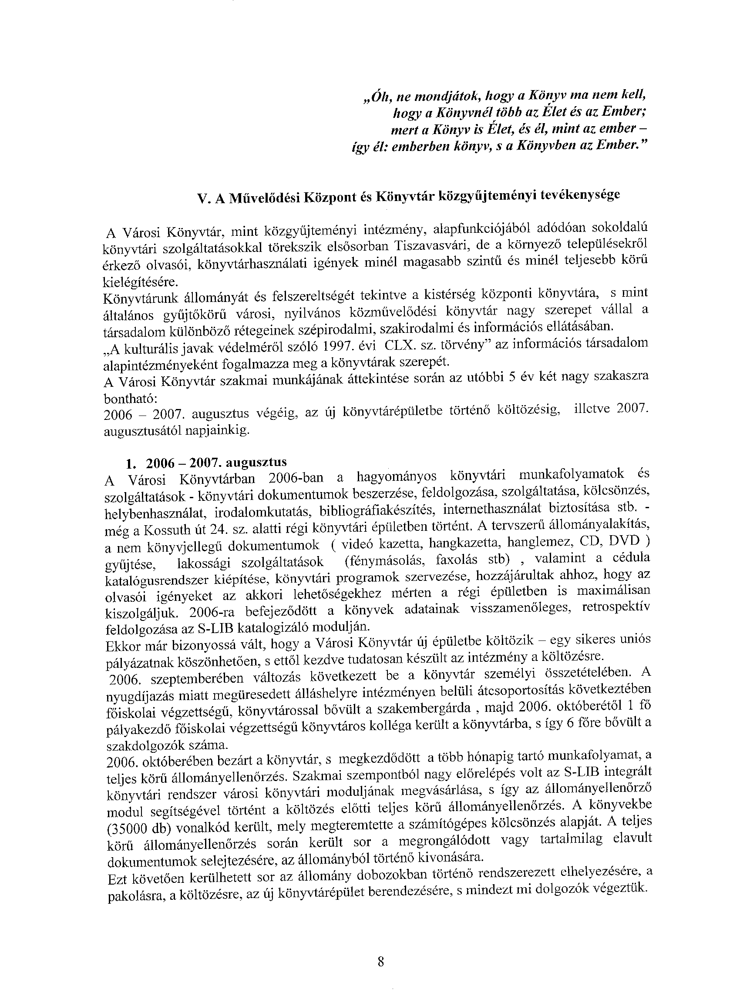 „Óh, ne mondjátok, hogy a Könyv ma nem kell,
hogy a Könyvnél több az Élet és az Ember;
mert a Könyv is Élet, és él, mint az ember –
így él: emberben könyv, s a Könyvben az Ember.”
V. A Művelődési Központ és Könyvtár közgyűjteményi tevékenysége
A Városi Könyvtár, mint közgyűjteményi intézmény, alapfunkciójából adódóan sokoldalú
könyvtári szolgáltatásokkal törekszik elsősorban Tiszavasvári, de a környező településekről
érkező olvasói, könyvtárhasználati igények minél magasabb szintű és minél teljesebb körű
kielégítésére.
Könyvtárunk állományát és felszereltségét tekintve a kistérség központi könyvtára, s mint
általános gyűjtőkörű városi, nyilvános közművelődési könyvtár nagy szerepet vállal a
társadalom különböző rétegeinek szépirodalmi, szakirodalmi és információs ellátásában.
„A kulturális javak védelméről szóló 1997. évi CLX. sz. törvény” az információs társadalom
alapintézményeként fogalmazza meg a könyvtárak szerepét.
A Városi Könyvtár szakmai munkájának áttekintése során az utóbbi 5 év két nagy szakaszra
bontható:
2006 – 2007. augusztus végéig, az új könyvtárépületbe történő költözésig, illetve 2007.
augusztusától napjainkig.
1. 2006 – 2007. augusztus
A Városi Könyvtárban 2006-ban a hagyományos könyvtári munkafolyamatok és
szolgáltatások - könyvtári dokumentumok beszerzése, feldolgozása, szolgáltatása, kölcsönzés,
helybenhasználat, irodalomkutatás, bibliográfiakészítés, internethasználat biztosítása stb. -
még a Kossuth út 24. sz. alatti régi könyvtári épületben történt. A tervszerű állományalakítás,
a nem könyvjellegű dokumentumok ( videó kazetta, hangkazetta, hanglemez, CD, DVD )
gyűjtése, lakossági szolgáltatások (fénymásolás, faxolás stb) , valamint a cédula
katalógusrendszer kiépítése, könyvtári programok szervezése, hozzájárultak ahhoz, hogy az
olvasói igényeket az akkori lehetőségekhez mérten a régi épületben is maximálisan
kiszolgáljuk. 2006-ra befejeződött a könyvek adatainak visszamenőleges, retrospektív
feldolgozása az S-LIB katalogizáló modulján.
Ekkor már bizonyossá vált, hogy a Városi Könyvtár új épületbe költözik – egy sikeres uniós
pályázatnak köszönhetően, s ettől kezdve tudatosan készült az intézmény a költözésre.
2006. szeptemberében változás következett be a könyvtár személyi összetételében. A
nyugdíjazás miatt megüresedett álláshelyre intézményen belüli átcsoportosítás következtében
főiskolai végzettségű, könyvtárossal bővült a szakembergárda , majd 2006. októberétől 1 fő
pályakezdő főiskolai végzettségű könyvtáros kolléga került a könyvtárba, s így 6 főre bővült a
szakdolgozók száma.
2006. októberében bezárt a könyvtár, s megkezdődött a több hónapig tartó munkafolyamat, a
teljes körű állományellenőrzés. Szakmai szempontból nagy előrelépés volt az S-LIB integrált
könyvtári rendszer városi könyvtári moduljának megvásárlása, s így az állományellenőrző
modul segítségével történt a költözés előtti teljes körű állományellenőrzés. A könyvekbe
(35000 db) vonalkód került, mely megteremtette a számítógépes kölcsönzés alapját. A teljes
körű állományellenőrzés során került sor a megrongálódott vagy tartalmilag elavult
dokumentumok selejtezésére, az állományból történő kivonására.
Ezt követően kerülhetett sor az állomány dobozokban történő rendszerezett elhelyezésére, a
pakolásra, a költözésre, az új könyvtárépület berendezésére, s mindezt mi dolgozók végeztük.
8